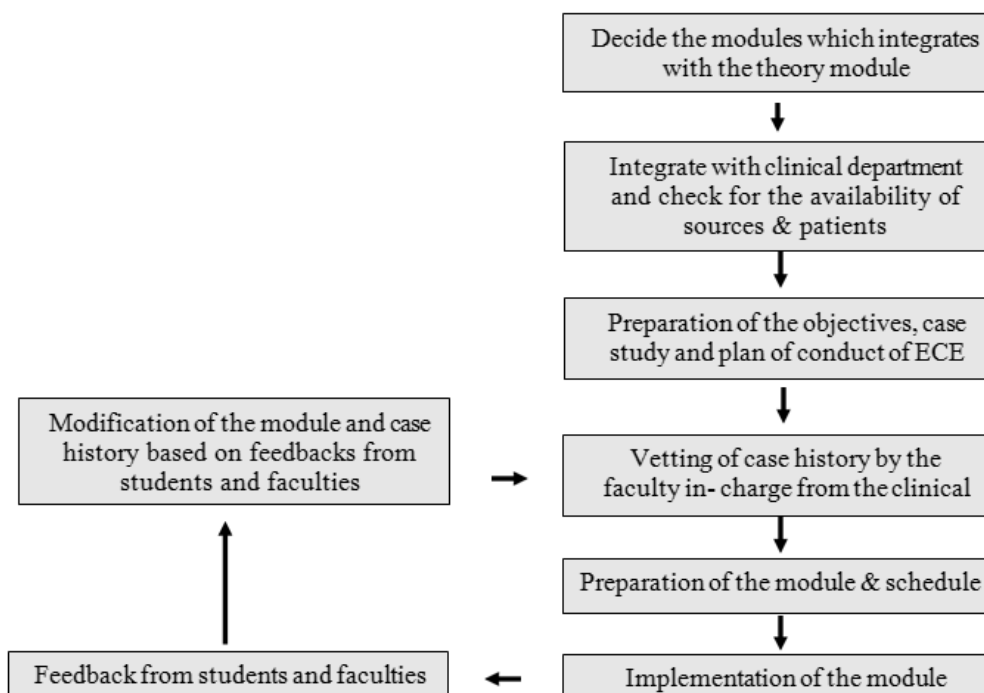 Decide the modules which integrates
with the theory module
Integrate with clinical department
and check for the availability of
sources & patients
Preparation of the objectives, case
study and plan of conduct of ECE
Modification of the module and case
history based on feedbacks from
students and faculties
Vetting of case history by the
faculty in- charge from the clinical
Preparation of the module & schedule
Feedback from students and faculties
Implementation of the module